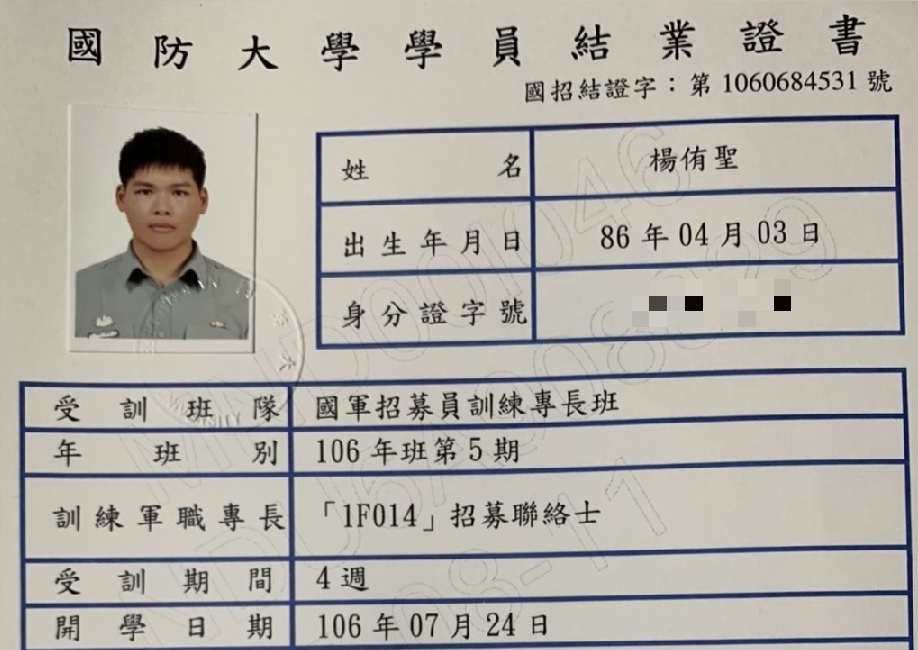 國防大學學員結業證書
國招結證字：第 1060684531 號
姓名 楊侑聖
出生年月日 86 年 04 月 03 日
身分證字號
受訓班隊 國軍招募員訓練專長班
年班別 106 年班第 5 期
訓練軍職專長 「1F014」招募聯絡士
受訓期間 4 週
開學日期 106 年 07 月 24 日